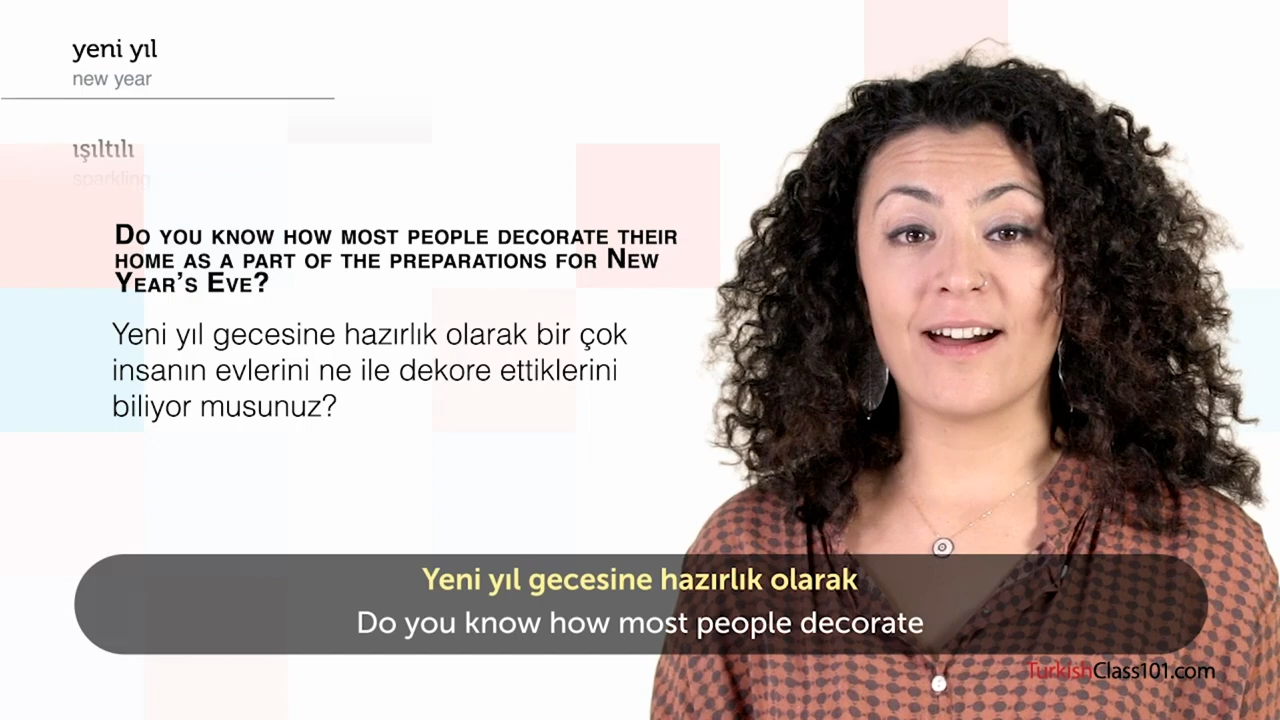 yeni yıl
new year
ışıltılı
sparkling
DO YOU KNOW HOW MOST PEOPLE DECORATE THEIR
HOME AS A PART OF THE PREPARATIONS FOR NEW
YEAR'S EVE?
Yeni yıl gecesine hazırlık olarak bir çok
insanın evlerini ne ile dekore ettiklerini
biliyor musunuz?
Yeni yıl gecesine hazırlık olarak
Do you know how most people decorate
TurkishClass101.com